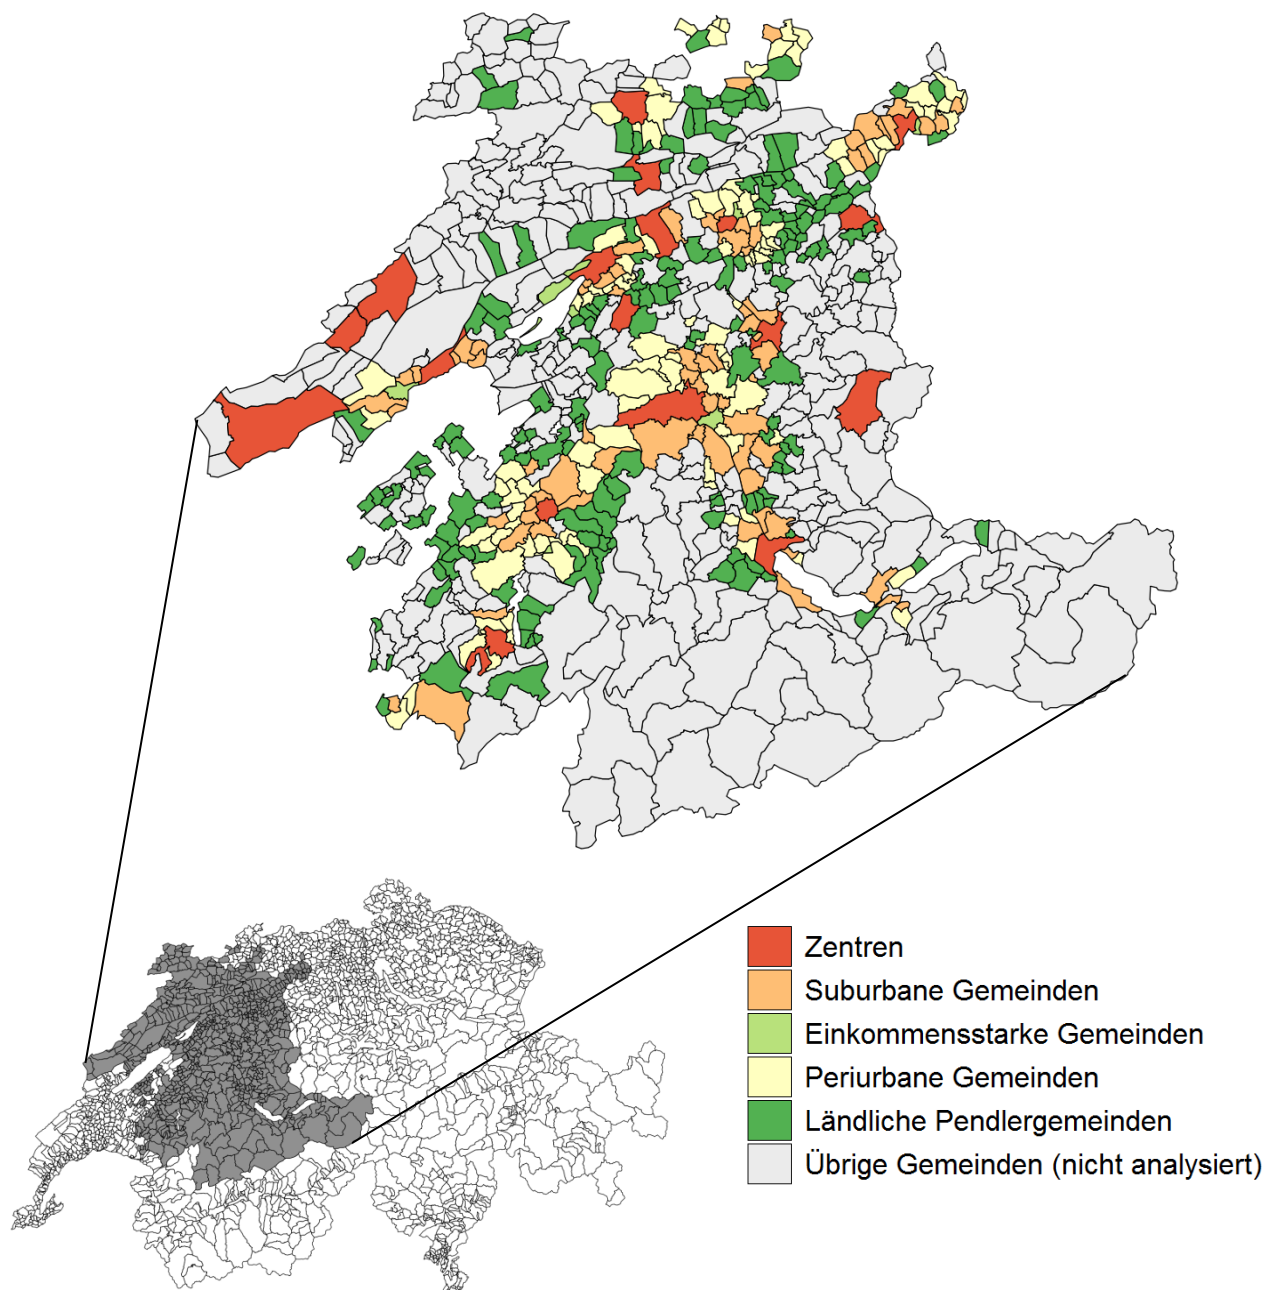 Zentren
Suburbane Gemeinden
Einkommensstarke Gemeinden
Periurbane Gemeinden
Ländliche Pendlergemeinden
Übrige Gemeinden (nicht analysiert)